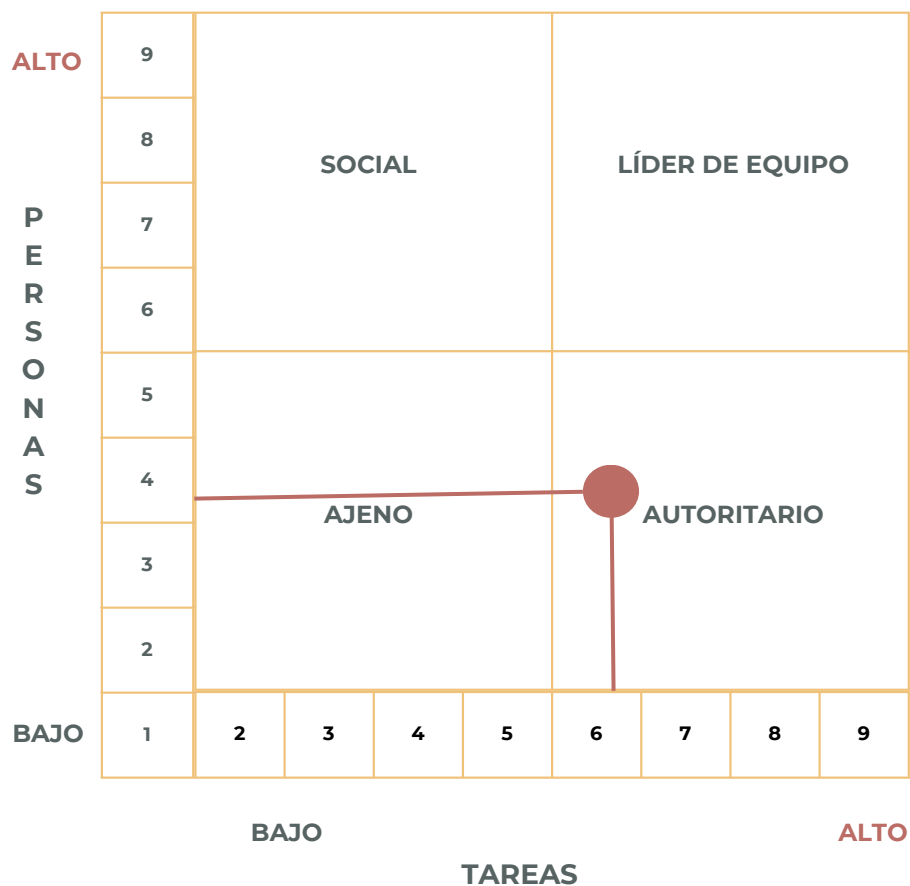 ALTO
9
8
SOCIAL
LÍDER DE EQUIPO
7
6
PERSONAS
5
4
AJENO
AUTORITARIO
3
2
BAJO
1 2 3 4 5 6 7 8 9
BAJO
ALTO
TAREAS